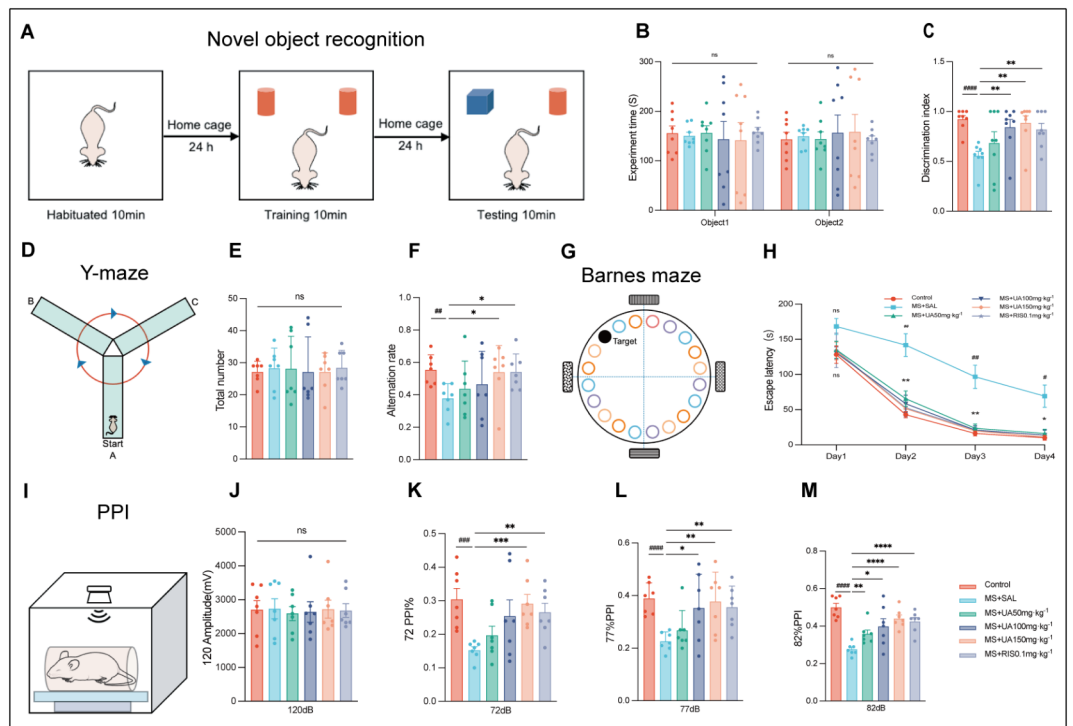 A
Novel object recognition
Home cage
24 h
Home cage
24 h
Habituated 10min
Training 10min
Testing 10min
B
Experiment time (S)
300
200
150
100
0
ns
ns
Object1
Object2
C
Discrimination index
1.5
1.0
0.5
0.0
####
**
**
**
D
Y-maze
B
C
Start
A
E
Total number
50
40
30
20
10
0
ns
F
Alternation rate
1.0
0.8
0.6
0.4
0.2
0.0
##
*
*
G
Barnes maze
Target
H
Escape latency (s)
200
150
100
50
0
Control
MS+SAL
MS+UA50mg·kg⁻¹
MS+UA100mg·kg⁻¹
MS+UA150mg·kg⁻¹
MS+RIS0.1mg·kg⁻¹
ns
ns
##
**
##
**
#
*
Day1
Day2
Day3
Day4
I
PPI
J
120 Amplitude(mV)
5000
4000
3000
2000
1000
0
ns
120dB
K
72 PPI%
0.5
0.4
0.3
0.2
0.1
0.0
###
***
**
72dB
L
77%PPI
0.6
0.4
0.2
0.0
####
*
**
**
77dB
M
82%PPI
0.8
0.6
0.4
0.2
0.0
####
**
*
****
****
82dB
Control
MS+SAL
MS+UA50mg·kg⁻¹
MS+UA100mg·kg⁻¹
MS+UA150mg·kg⁻¹
MS+RIS0.1mg·kg⁻¹